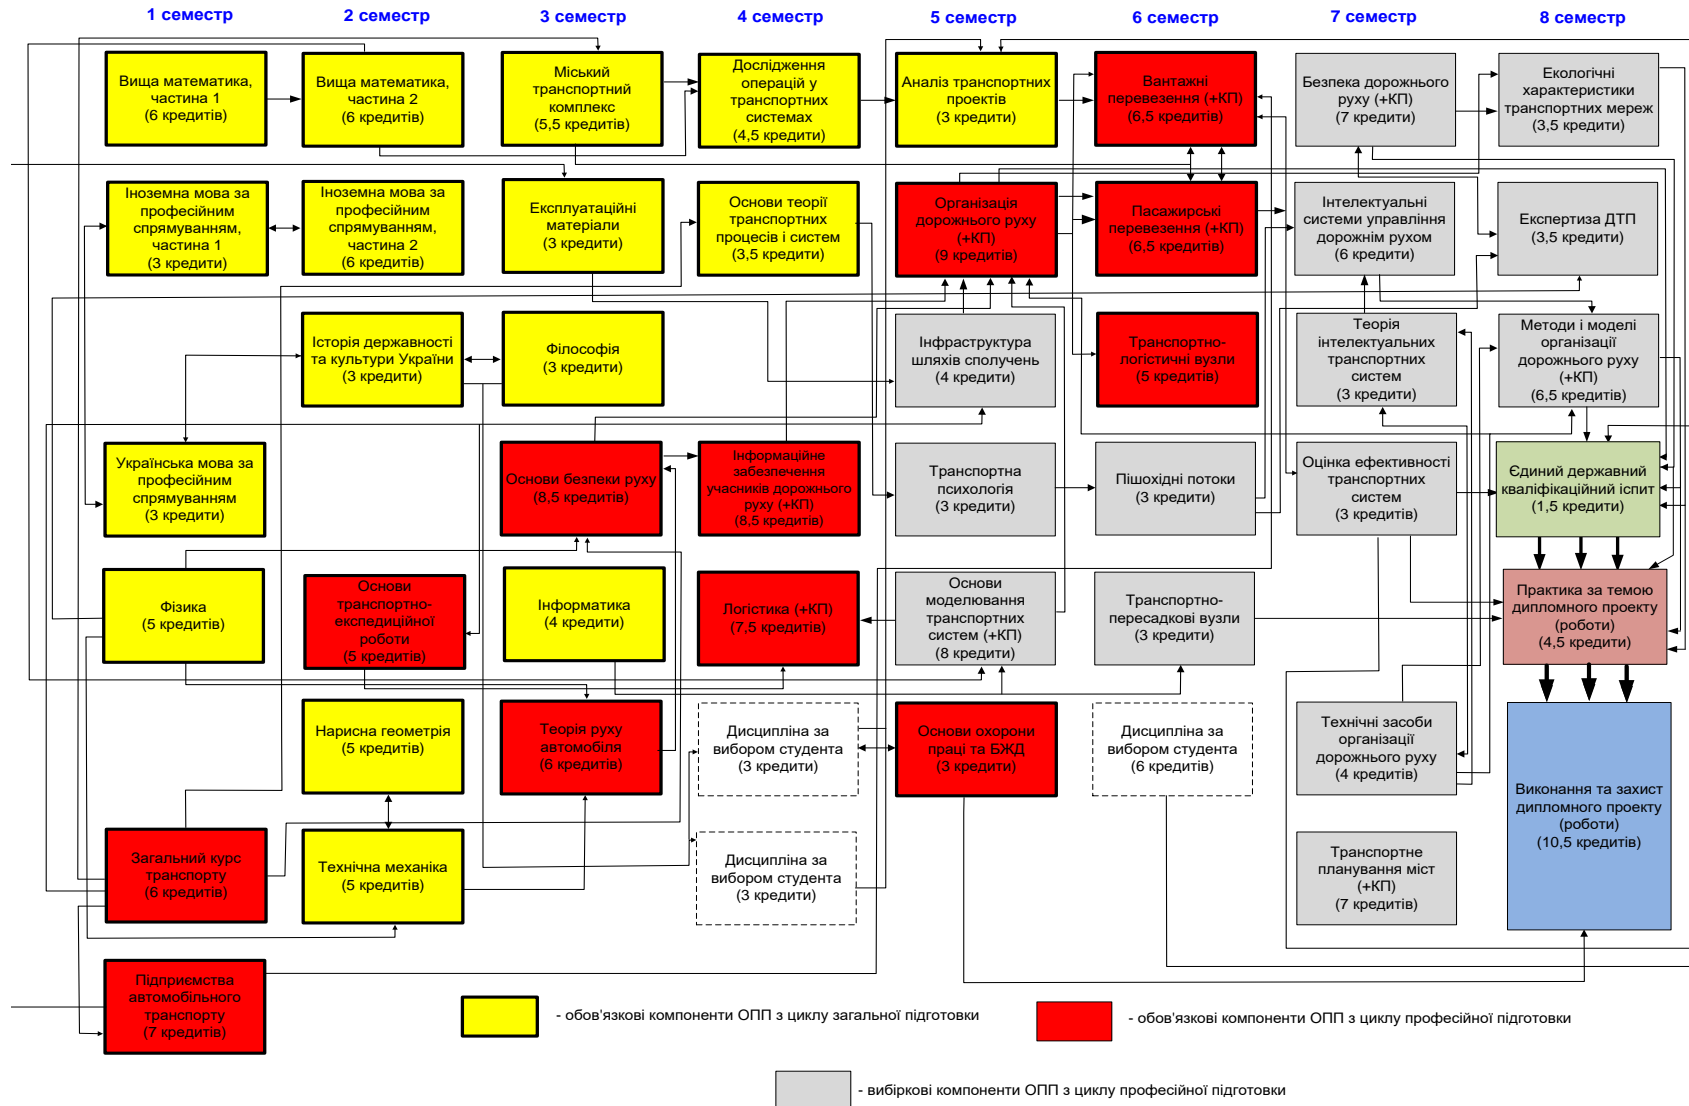 1 семестр
2 семестр
3 семестр
4 семестр
5 семестр
6 семестр
7 семестр
8 семестр
Вища математика,
частина 1
(6 кредитів)
Вища математика,
частина 2
(6 кредитів)
Міський
транспортний
комплекс
(5,5 кредитів)
Дослідження
операцій у
транспортних
системах
(4,5 кредити)
Аналіз транспортних
проектів
(3 кредити)
Вантажні
перевезення (+КП)
(6,5 кредитів)
Безпека дорожнього
руху (+КП)
(7 кредити)
Екологічні
характеристики
транспортних мереж
(3,5 кредити)
Іноземна мова за
професійним
спрямуванням,
частина 1
(3 кредити)
Іноземна мова за
професійним
спрямуванням,
частина 2
(6 кредитів)
Експлуатаційні
матеріали
(3 кредити)
Основи теорії
транспортних
процесів і систем
(3,5 кредити)
Організація
дорожнього руху
(+КП)
(9 кредитів)
Пасажирські
перевезення (+КП)
(6,5 кредитів)
Інтелектуальні
системи управління
дорожнім рухом
(6 кредити)
Експертиза ДТП
(3,5 кредити)
Історія державності
та культури України
(3 кредити)
Філософія
(3 кредити)
Інфраструктура
шляхів сполучень
(4 кредити)
Транспортно-
логістичні вузли
(5 кредитів)
Теорія
інтелектуальних
транспортних
систем
(3 кредити)
Методи і моделі
організації
дорожнього руху
(+КП)
(6,5 кредитів)
Українська мова за
професійним
спрямуванням
(3 кредити)
Основи безпеки руху
(8,5 кредитів)
Інформаційне
забезпечення
учасників дорожнього
руху (+КП)
(8,5 кредитів)
Транспортна
психологія
(3 кредити)
Пішохідні потоки
(3 кредити)
Оцінка ефективності
транспортних
систем
(3 кредитів)
Єдиний державний
кваліфікаційний іспит
(1,5 кредити)
Фізика
(5 кредитів)
Основи
транспортно-
експедиційної
роботи
(5 кредитів)
Інформатика
(4 кредити)
Логістика (+КП)
(7,5 кредитів)
Основи
моделювання
транспортних
систем (+КП)
(8 кредити)
Транспортно-
пересадкові вузли
(3 кредити)
Практика за темою
дипломного проекту
(роботи)
(4,5 кредити)
Нарисна геометрія
(5 кредитів)
Теорія руху
автомобіля
(6 кредитів)
Дисципліна за
вибором студента
(3 кредити)
Основи охорони
праці та БЖД
(3 кредити)
Дисципліна за
вибором студента
(6 кредитів)
Технічні засоби
організації
дорожнього руху
(4 кредитів)
Виконання та захист
дипломного проекту
(роботи)
(10,5 кредитів)
Загальний курс
транспорту
(6 кредитів)
Технічна механіка
(5 кредитів)
Дисципліна за
вибором студента
(3 кредити)
Транспортне
планування міст
(+КП)
(7 кредитів)
Підприємства
автомобільного
транспорту
(7 кредитів)
- обов'язкові компоненти ОПП з циклу загальної підготовки
- обов'язкові компоненти ОПП з циклу професійної підготовки
- вибіркові компоненти ОПП з циклу професійної підготовки